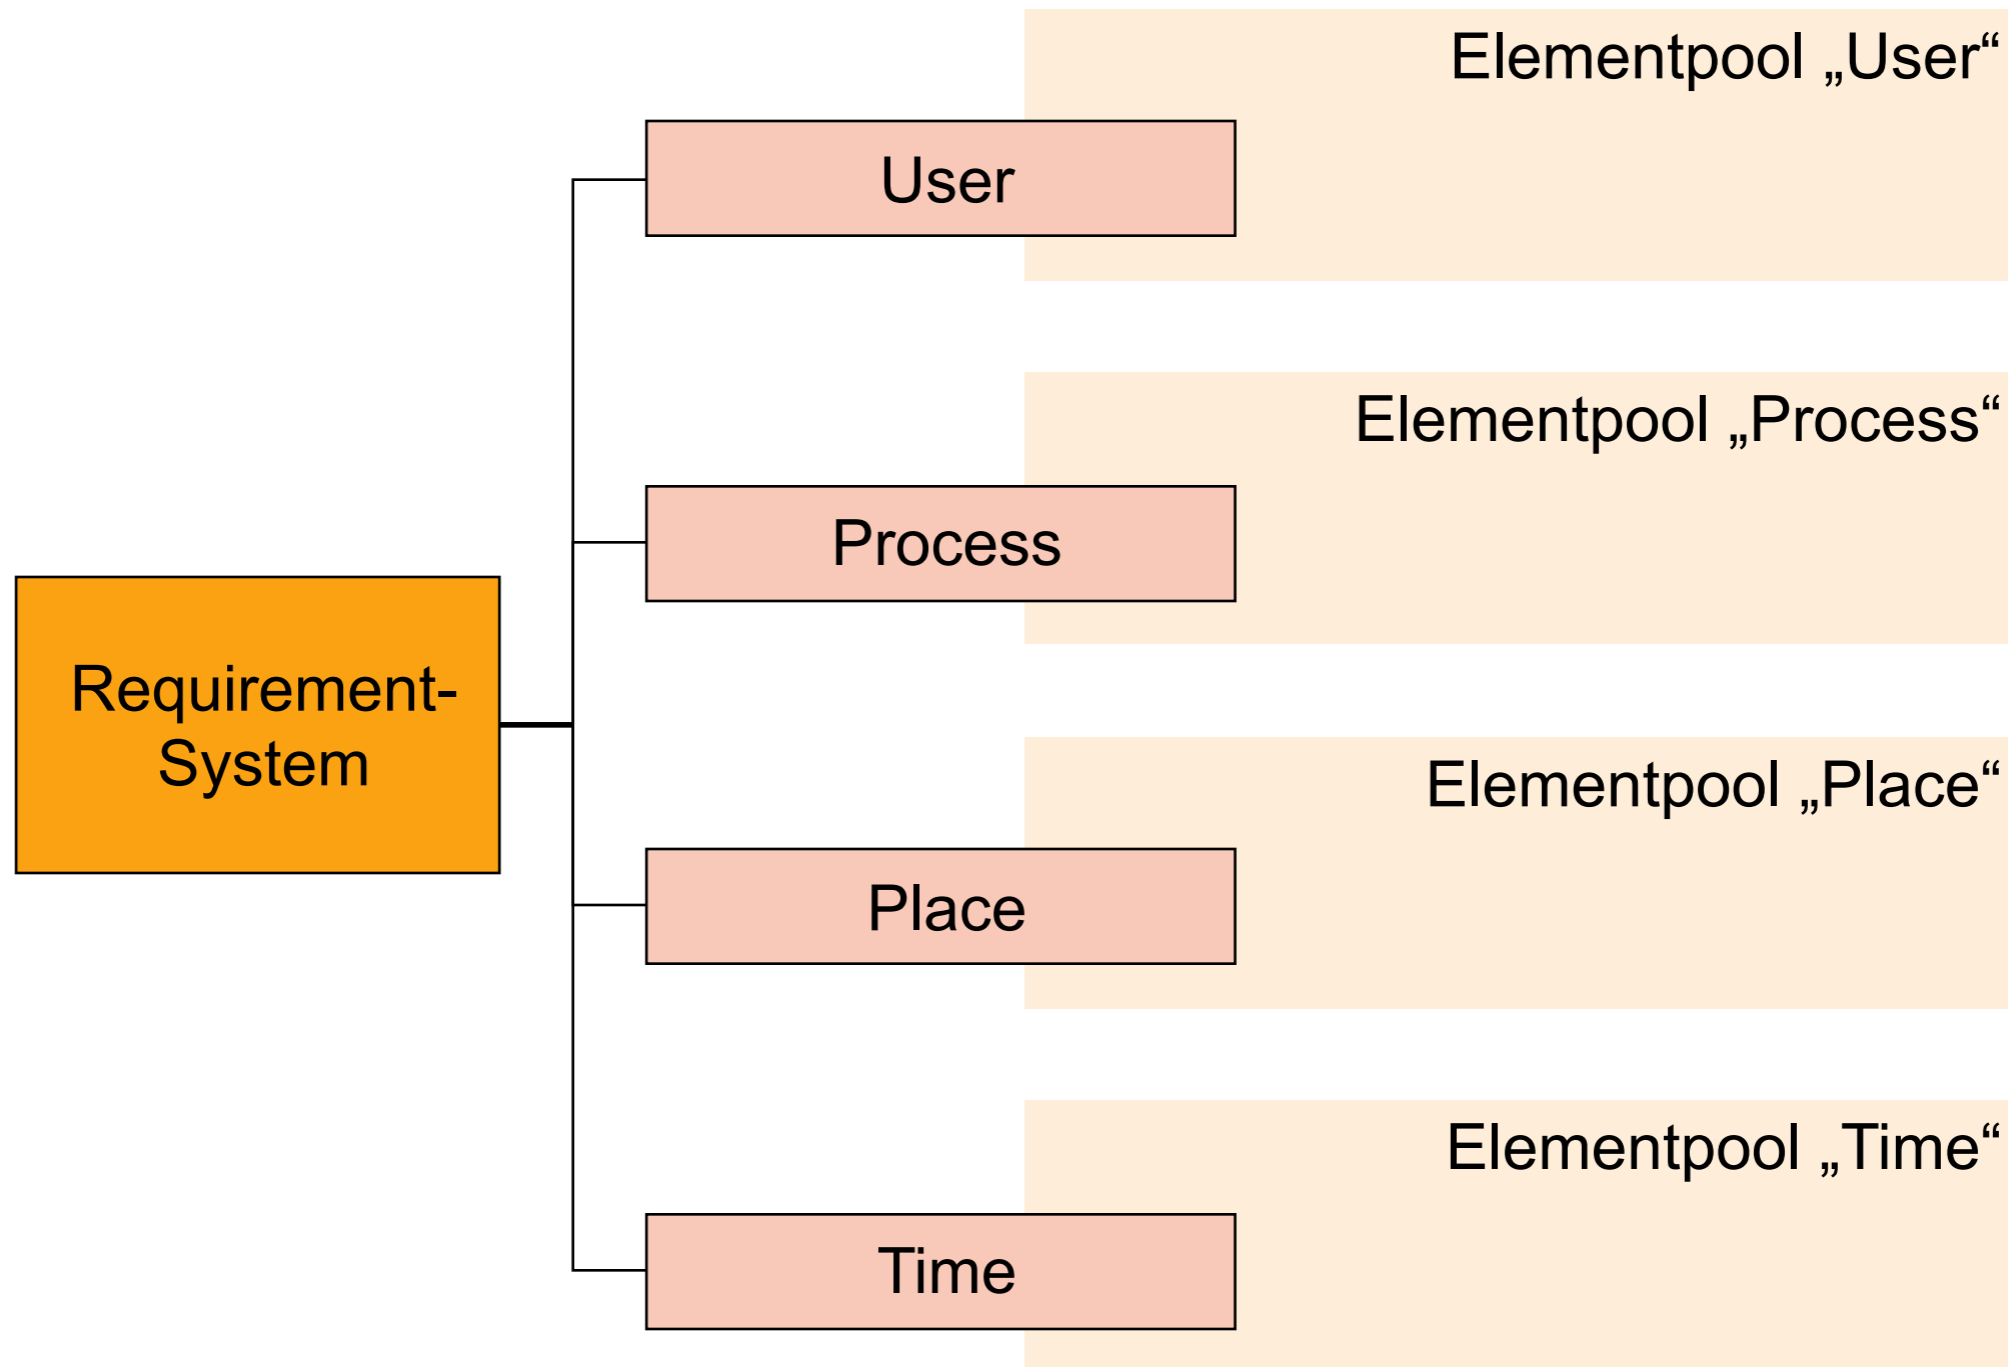 Elementpool „User“
User
Elementpool „Process“
Process
Requirement-
System
Elementpool „Place“
Place
Elementpool „Time“
Time